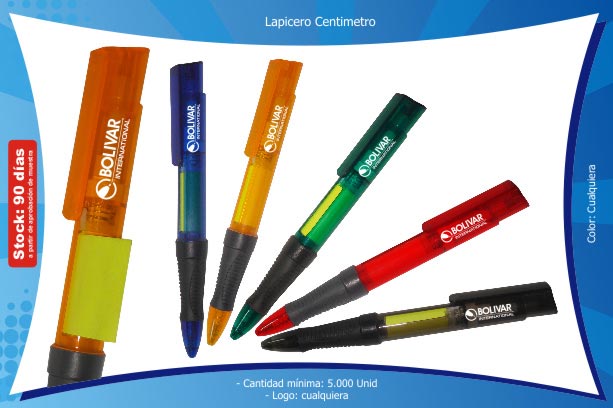 Lapicero Centimetro
Stock: 90 días
a partir de aprobación de muestra
BOLIVAR
INTERNATIONAL
BOLIVAR
INTERNATIONAL
BOLIVAR
INTERNATIONAL
BOLIVAR
INTERNATIONAL
BOLIVAR
INTERNATIONAL
BOLIVAR
INTERNATIONAL
Color: Cualquiera
- Cantidad mínima: 5.000 Unid
- Logo: cualquiera